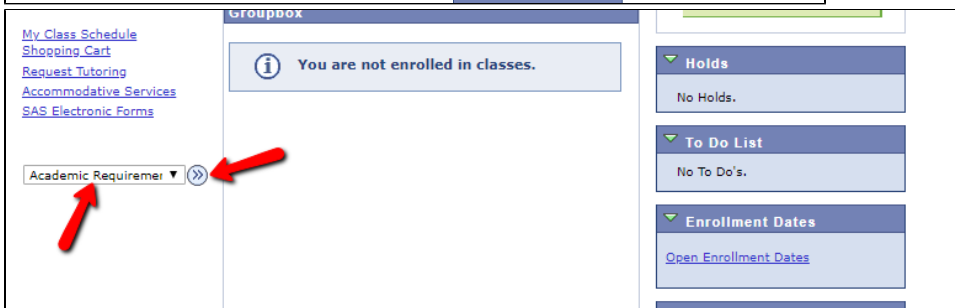 Groupbox
My Class Schedule
Shopping Cart
Request Tutoring
Accommodative Services
SAS Electronic Forms
Academic Requiremer
You are not enrolled in classes.
Holds
No Holds.
To Do List
No To Do's.
Enrollment Dates
Open Enrollment Dates